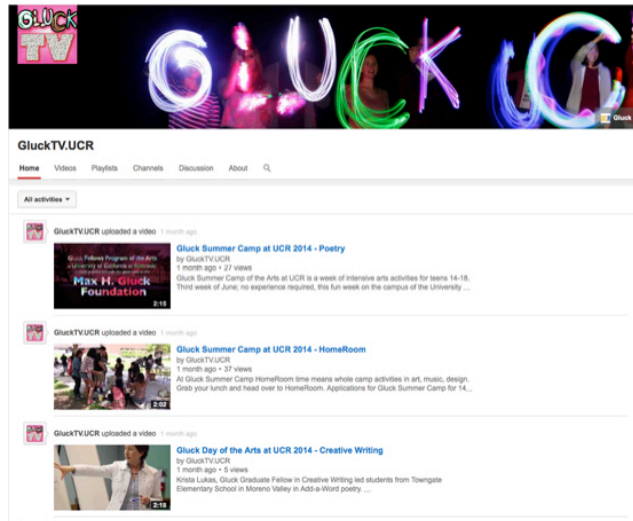 GLUCK
TV
GLUCK UC
Gluck
GluckTV.UCR
Home Videos Playlists Channels Discussion About
All activities
GluckTV.UCR uploaded a video 1 month ago
Gluck Summer Camp at UCR 2014 - Poetry
by GluckTV.UCR
1 month ago • 27 views
Gluck Summer Camp of the Arts at UCR is a week of intensive arts activities for teens 14-18.
Third week of June; no experience required, this fun week on the campus of the University ...
Gluck Fellows Program of the Arts
Max H. Gluck
Foundation
2:15
GluckTV.UCR uploaded a video 1 month ago
Gluck Summer Camp at UCR 2014 - HomeRoom
by GluckTV.UCR
1 month ago • 37 views
At Gluck Summer Camp HomeRoom time means whole camp activities in art, music, design.
Grab your lunch and head over to HomeRoom. Applications for Gluck Summer Camp for 14...
2:02
GluckTV.UCR uploaded a video 1 month ago
Gluck Day of the Arts at UCR 2014 - Creative Writing
by GluckTV.UCR
1 month ago • 5 views
Krista Lukas, Gluck Graduate Fellow in Creative Writing led students from Towngate
Elementary School in Moreno Valley in Add-a-Word poetry. ...
2:18